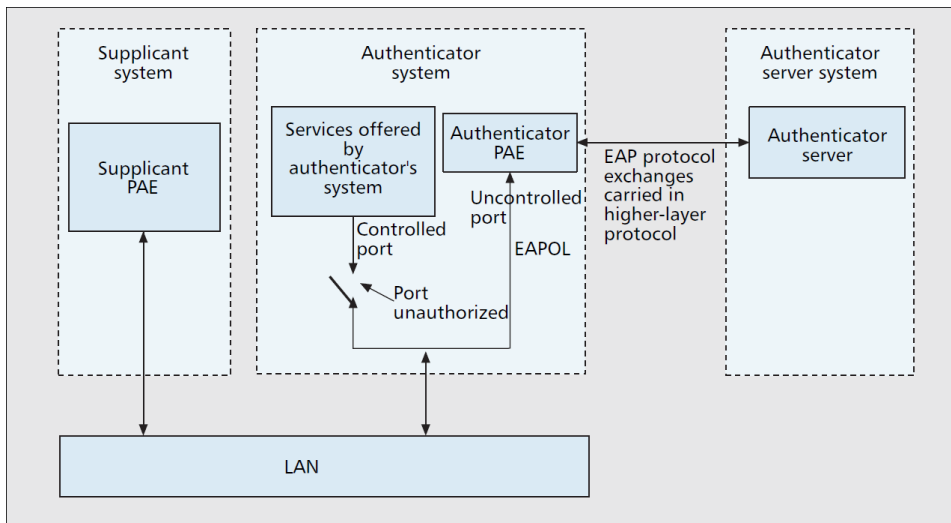 Supplicant
system
Authenticator
system
Authenticator
server system
Supplicant
PAE
Services offered
by
authenticator's
system
Authenticator
PAE
Authenticator
server
EAP protocol
exchanges
carried in
higher-layer
protocol
Uncontrolled
port
Controlled
port
EAPOL
Port
unauthorized
LAN